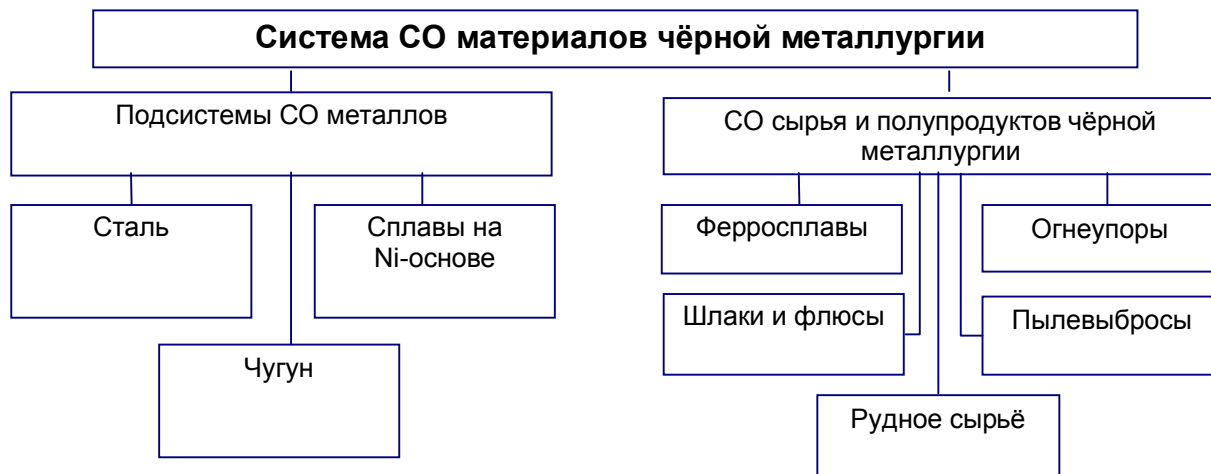 Система СО материалов чёрной металлургии
Подсистемы СО металлов
СО сырья и полупродуктов чёрной
металлургии
Сталь
Сплавы на
Ni-основе
Чугун
Ферросплавы
Огнеупоры
Шлаки и флюсы
Пылевыбросы
Рудное сырьё